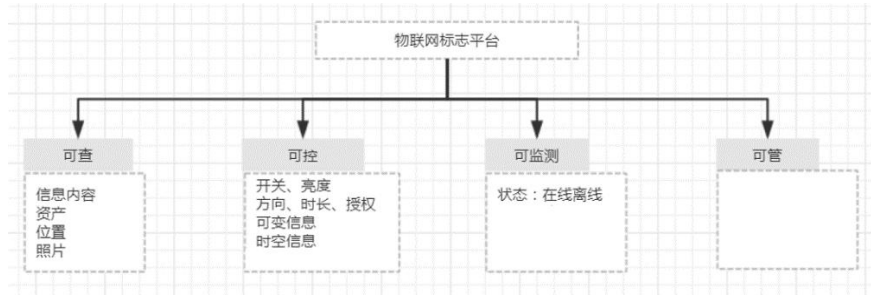 物联网标志平台
可查
可控
可监测
可管
信息内容
资产
位置
照片
开关、亮度
方向、时长、授权
可变信息
时空信息
状态：在线离线